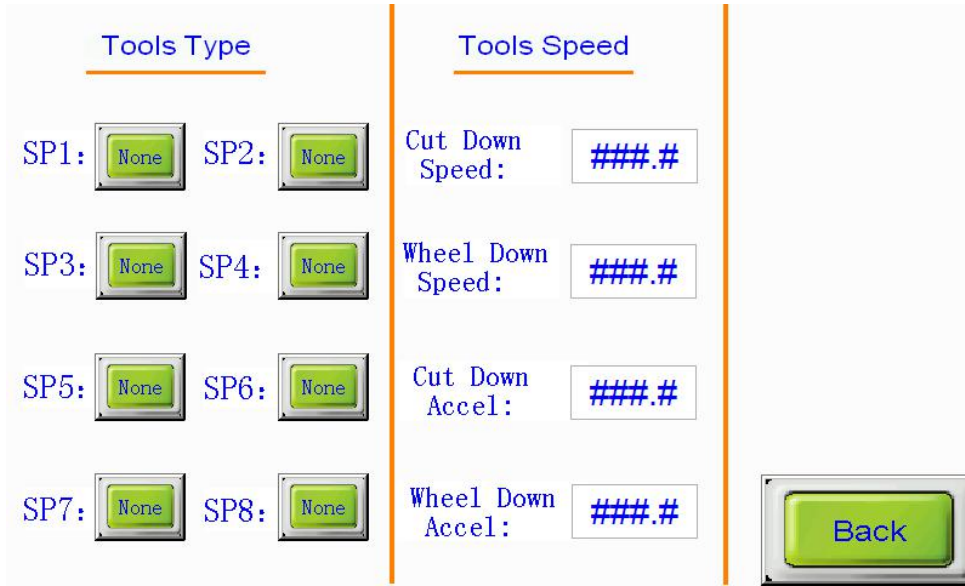 Tools Type
SP1: None SP2: None
SP3: None SP4: None
SP5: None SP6: None
SP7: None SP8: None
Tools Speed
Cut Down
Speed: ###.#
Wheel Down
Speed: ###.#
Cut Down
Accel: ###.#
Wheel Down
Accel: ###.#
Back